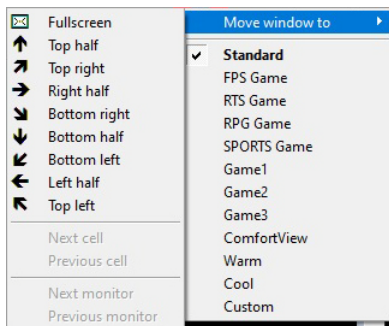 Fullscreen
Top half
Top right
Right half
Bottom right
Bottom half
Bottom left
Left half
Top left
Next cell
Previous cell
Next monitor
Previous monitor
Move window to
Standard
FPS Game
RTS Game
RPG Game
SPORTS Game
Game1
Game2
Game3
ComfortView
Warm
Cool
Custom